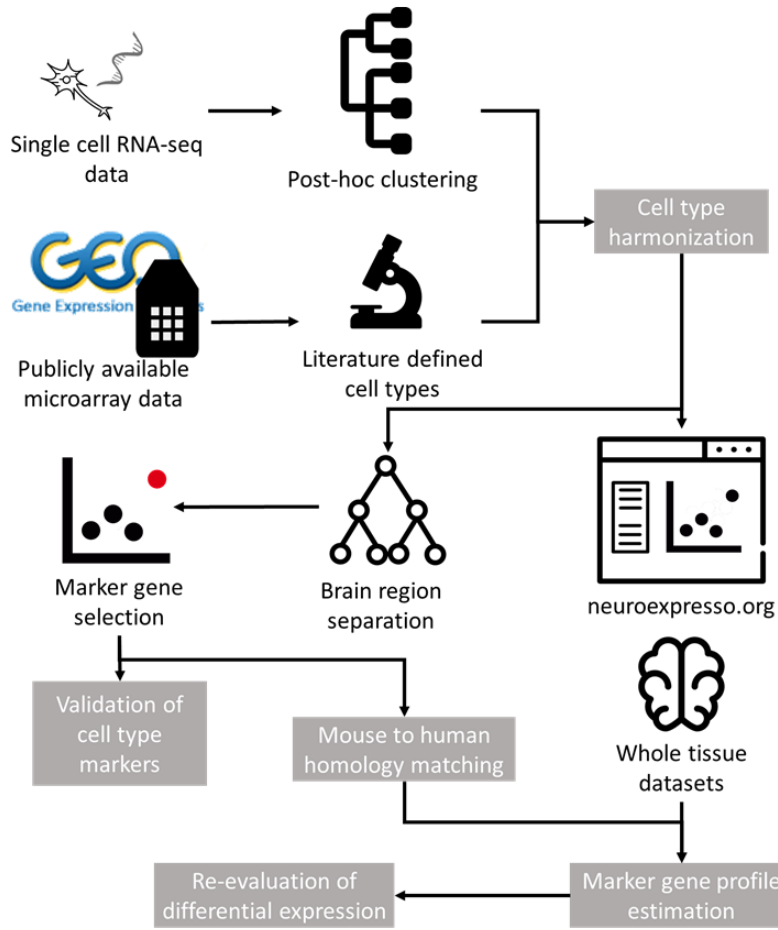 Single cell RNA-seq
data
Post-hoc clustering
Cell type
harmonization
GEO
Gene Expression
Publicly available
microarray data
Literature defined
cell types
Marker gene
selection
Brain region
separation
neuroexpresso.org
Validation of
cell type
markers
Mouse to human
homology matching
Whole tissue
datasets
Re-evaluation of
differential expression
Marker gene profile
estimation